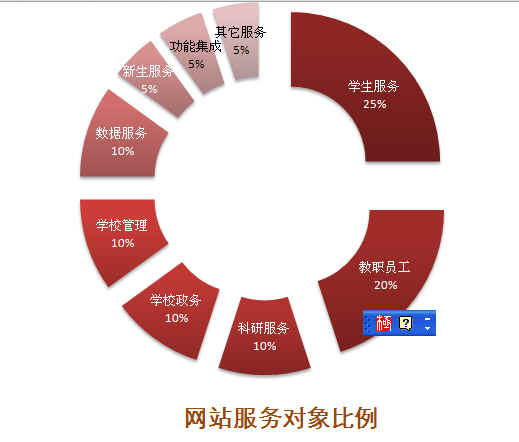 其它服务
5%
功能集成
5%
新生服务
5%
学生服务
25%
数据服务
10%
学校管理
10%
教职员工
20%
学校政务
10%
科研服务
10%
极
?
网站服务对象比例